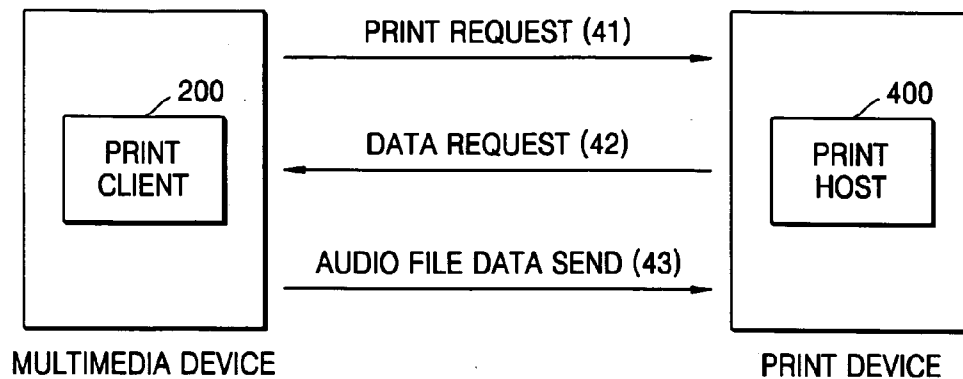 PRINT REQUEST (41)
200
400
PRINT
CLIENT
DATA REQUEST (42)
PRINT
HOST
AUDIO FILE DATA SEND (43)
MULTIMEDIA DEVICE
PRINT DEVICE